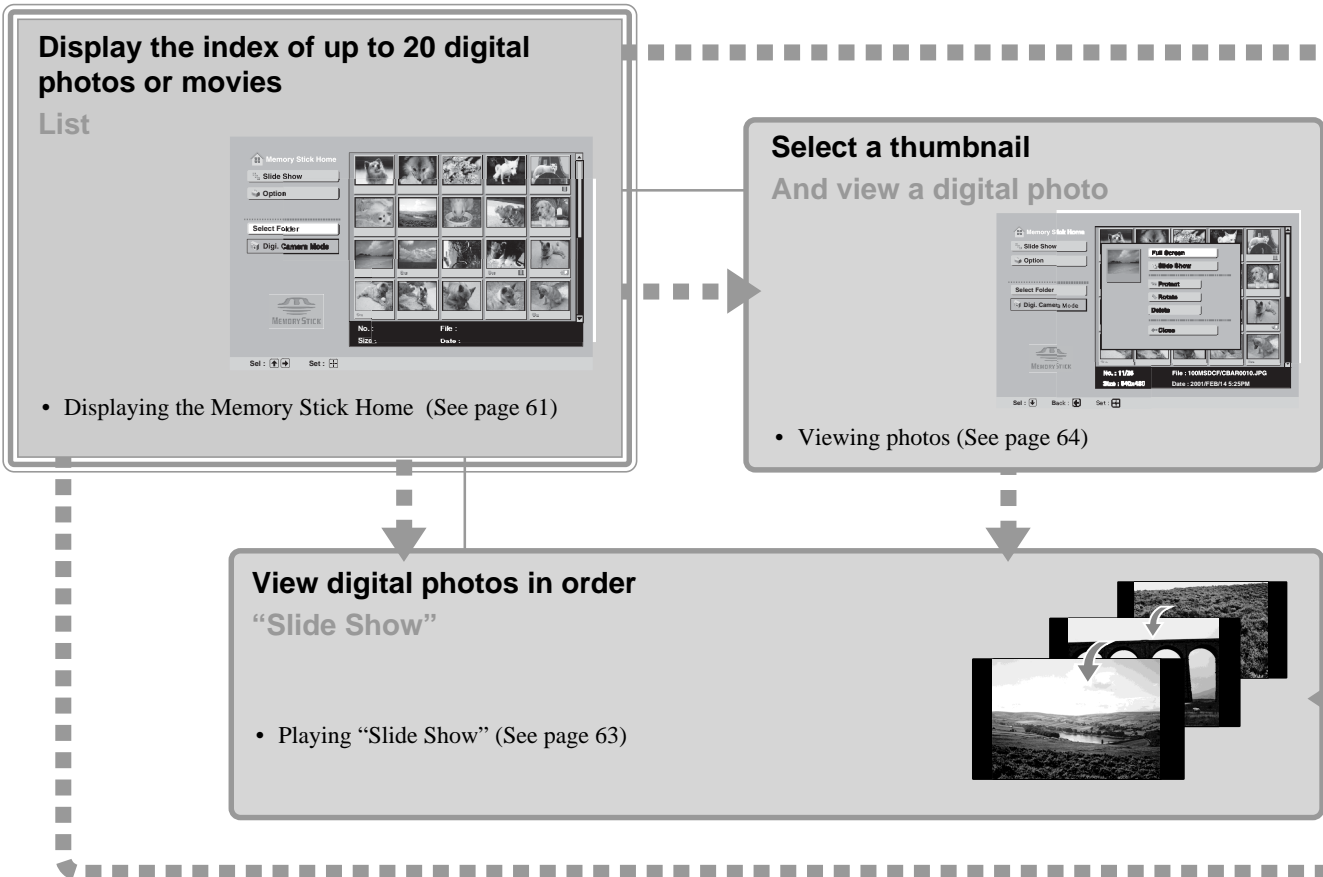 Display the index of up to 20 digital
photos or movies
List
Memory Stick Home
Slide Show
Option
Select Folder
Digi. Camera Mode
MEMORY STICK
No. : File :
Size : Date :
Sel : Set :
• Displaying the Memory Stick Home (See page 61)
Select a thumbnail
And view a digital photo
Memory Stick Home
Slide Show
Option
Select Folder
Digi. Camera Mode
MEMORY STICK
Full Screen
Slide Show
Protect
Rotate
Delete
Close
No. : 11/26 File : 100MSDCF/CBAR0010.JPG
Size : 640x480 Date : 2001/FEB/14 5:25PM
Sel : Back : Set :
• Viewing photos (See page 64)
View digital photos in order
“Slide Show”
• Playing “Slide Show” (See page 63)